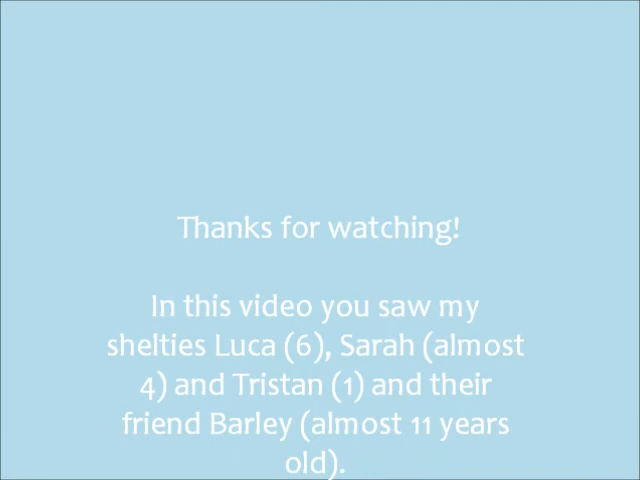 Thanks for watching!
In this video you saw my
shelties Luca (6), Sarah (almost
4) and Tristan (1) and their
friend Barley (almost 11 years
old).